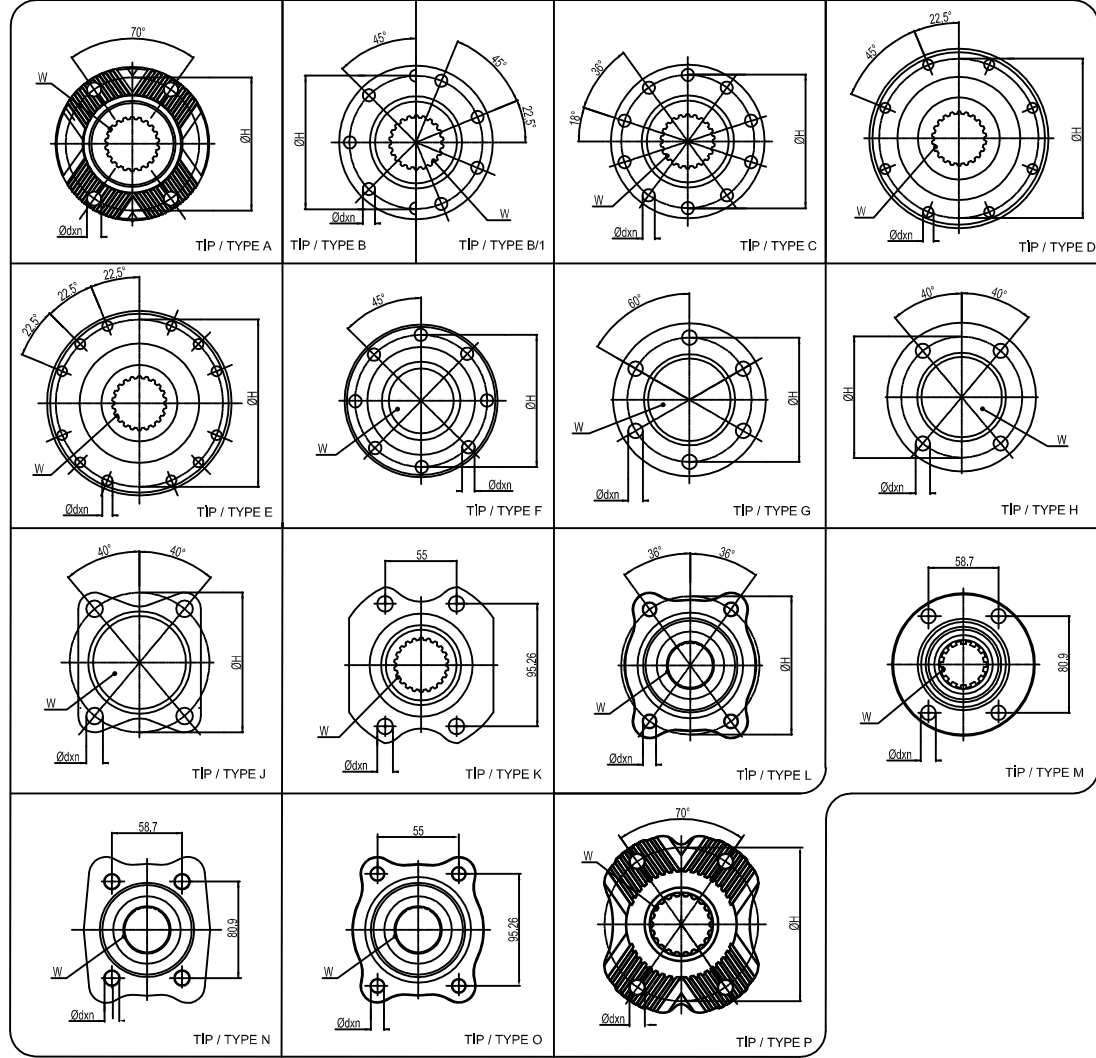 70°
W
ØH
Ødxn
TİP / TYPE A
45°
45°
22.5°
ØH
W
Ødxn
TİP / TYPE B
TİP / TYPE B/1
36°
18°
ØH
W
Ødxn
TİP / TYPE C
22,5°
45°
ØH
W
Ødxn
TİP / TYPE D
22,5°
22,5°
22,5°
ØH
W
Ødxn
TİP / TYPE E
45°
ØH
W
Ødxn
TİP / TYPE F
60°
ØH
W
Ødxn
TİP / TYPE G
40°
40°
ØH
W
Ødxn
TİP / TYPE H
40°
40°
ØH
W
Ødxn
TİP / TYPE J
55
95.26
W
Ødxn
TİP / TYPE K
36°
36°
ØH
W
Ødxn
TİP / TYPE L
58.7
80.9
W
Ødxn
TİP / TYPE M
58.7
80.9
W
Ødxn
TİP / TYPE N
55
95.26
W
Ødxn
TİP / TYPE O
70°
W
ØH
Ødxn
TİP / TYPE P